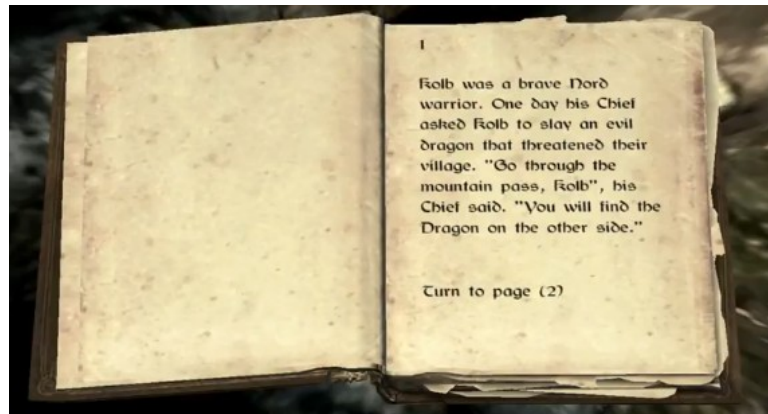 1
Kolb was a brave Nord
warrior. One day his Chief
asked Kolb to slay an evil
dragon that threatened their
village. "Go through the
mountain pass, Kolb", his
Chief said. "You will find the
Dragon on the other side."
Turn to page (2)